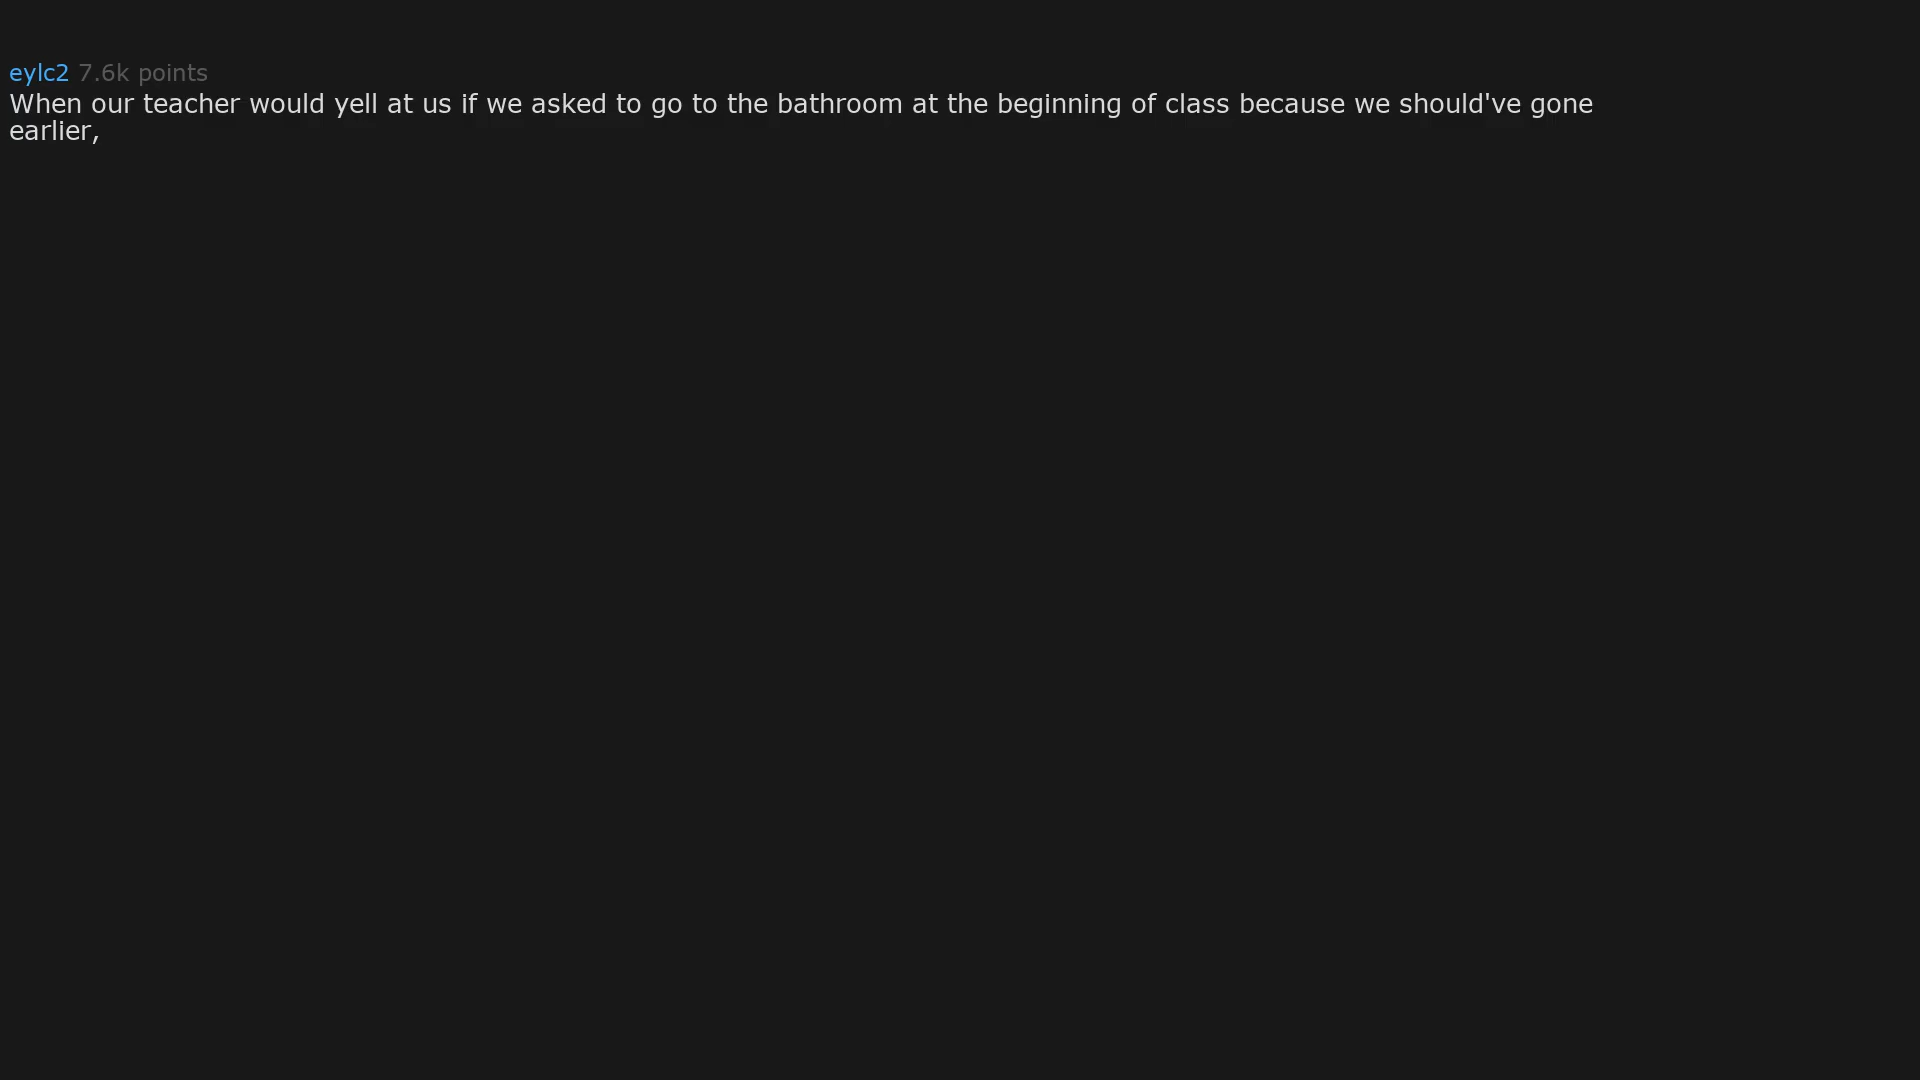 eylc2 7.6k points
When our teacher would yell at us if we asked to go to the bathroom at the beginning of class because we should've gone
earlier,